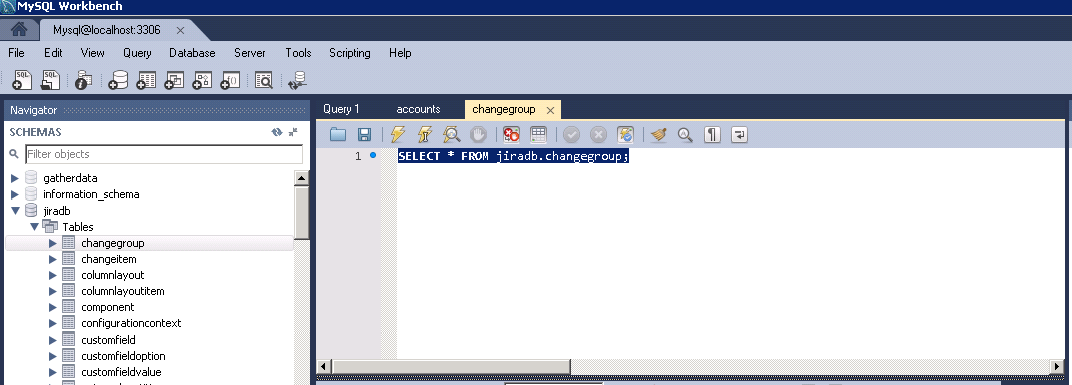 MySQL Workbench
Mysql@localhost:3306
File Edit View Query Database Server Tools Scripting Help
Navigator
SCHEMAS
Filter objects
gatherdata
information_schema
jiradb
Tables
changegroup
changeitem
columnlayout
columnlayoutitem
component
configurationcontext
customfield
customfieldoption
customfieldvalue
Query 1 accounts changegroup
1 SELECT * FROM jiradb.changegroup;